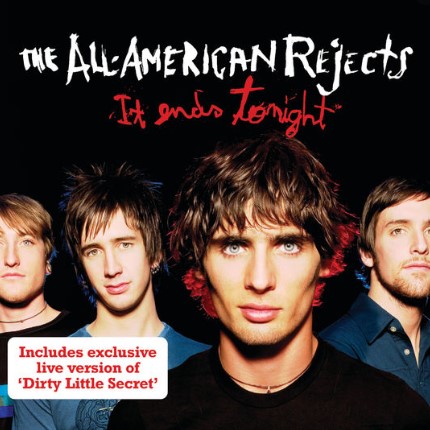 THE ALL-AMERICAN REJECTS
It ends tonight
Includes exclusive
live version of
‘Dirty Little Secret’